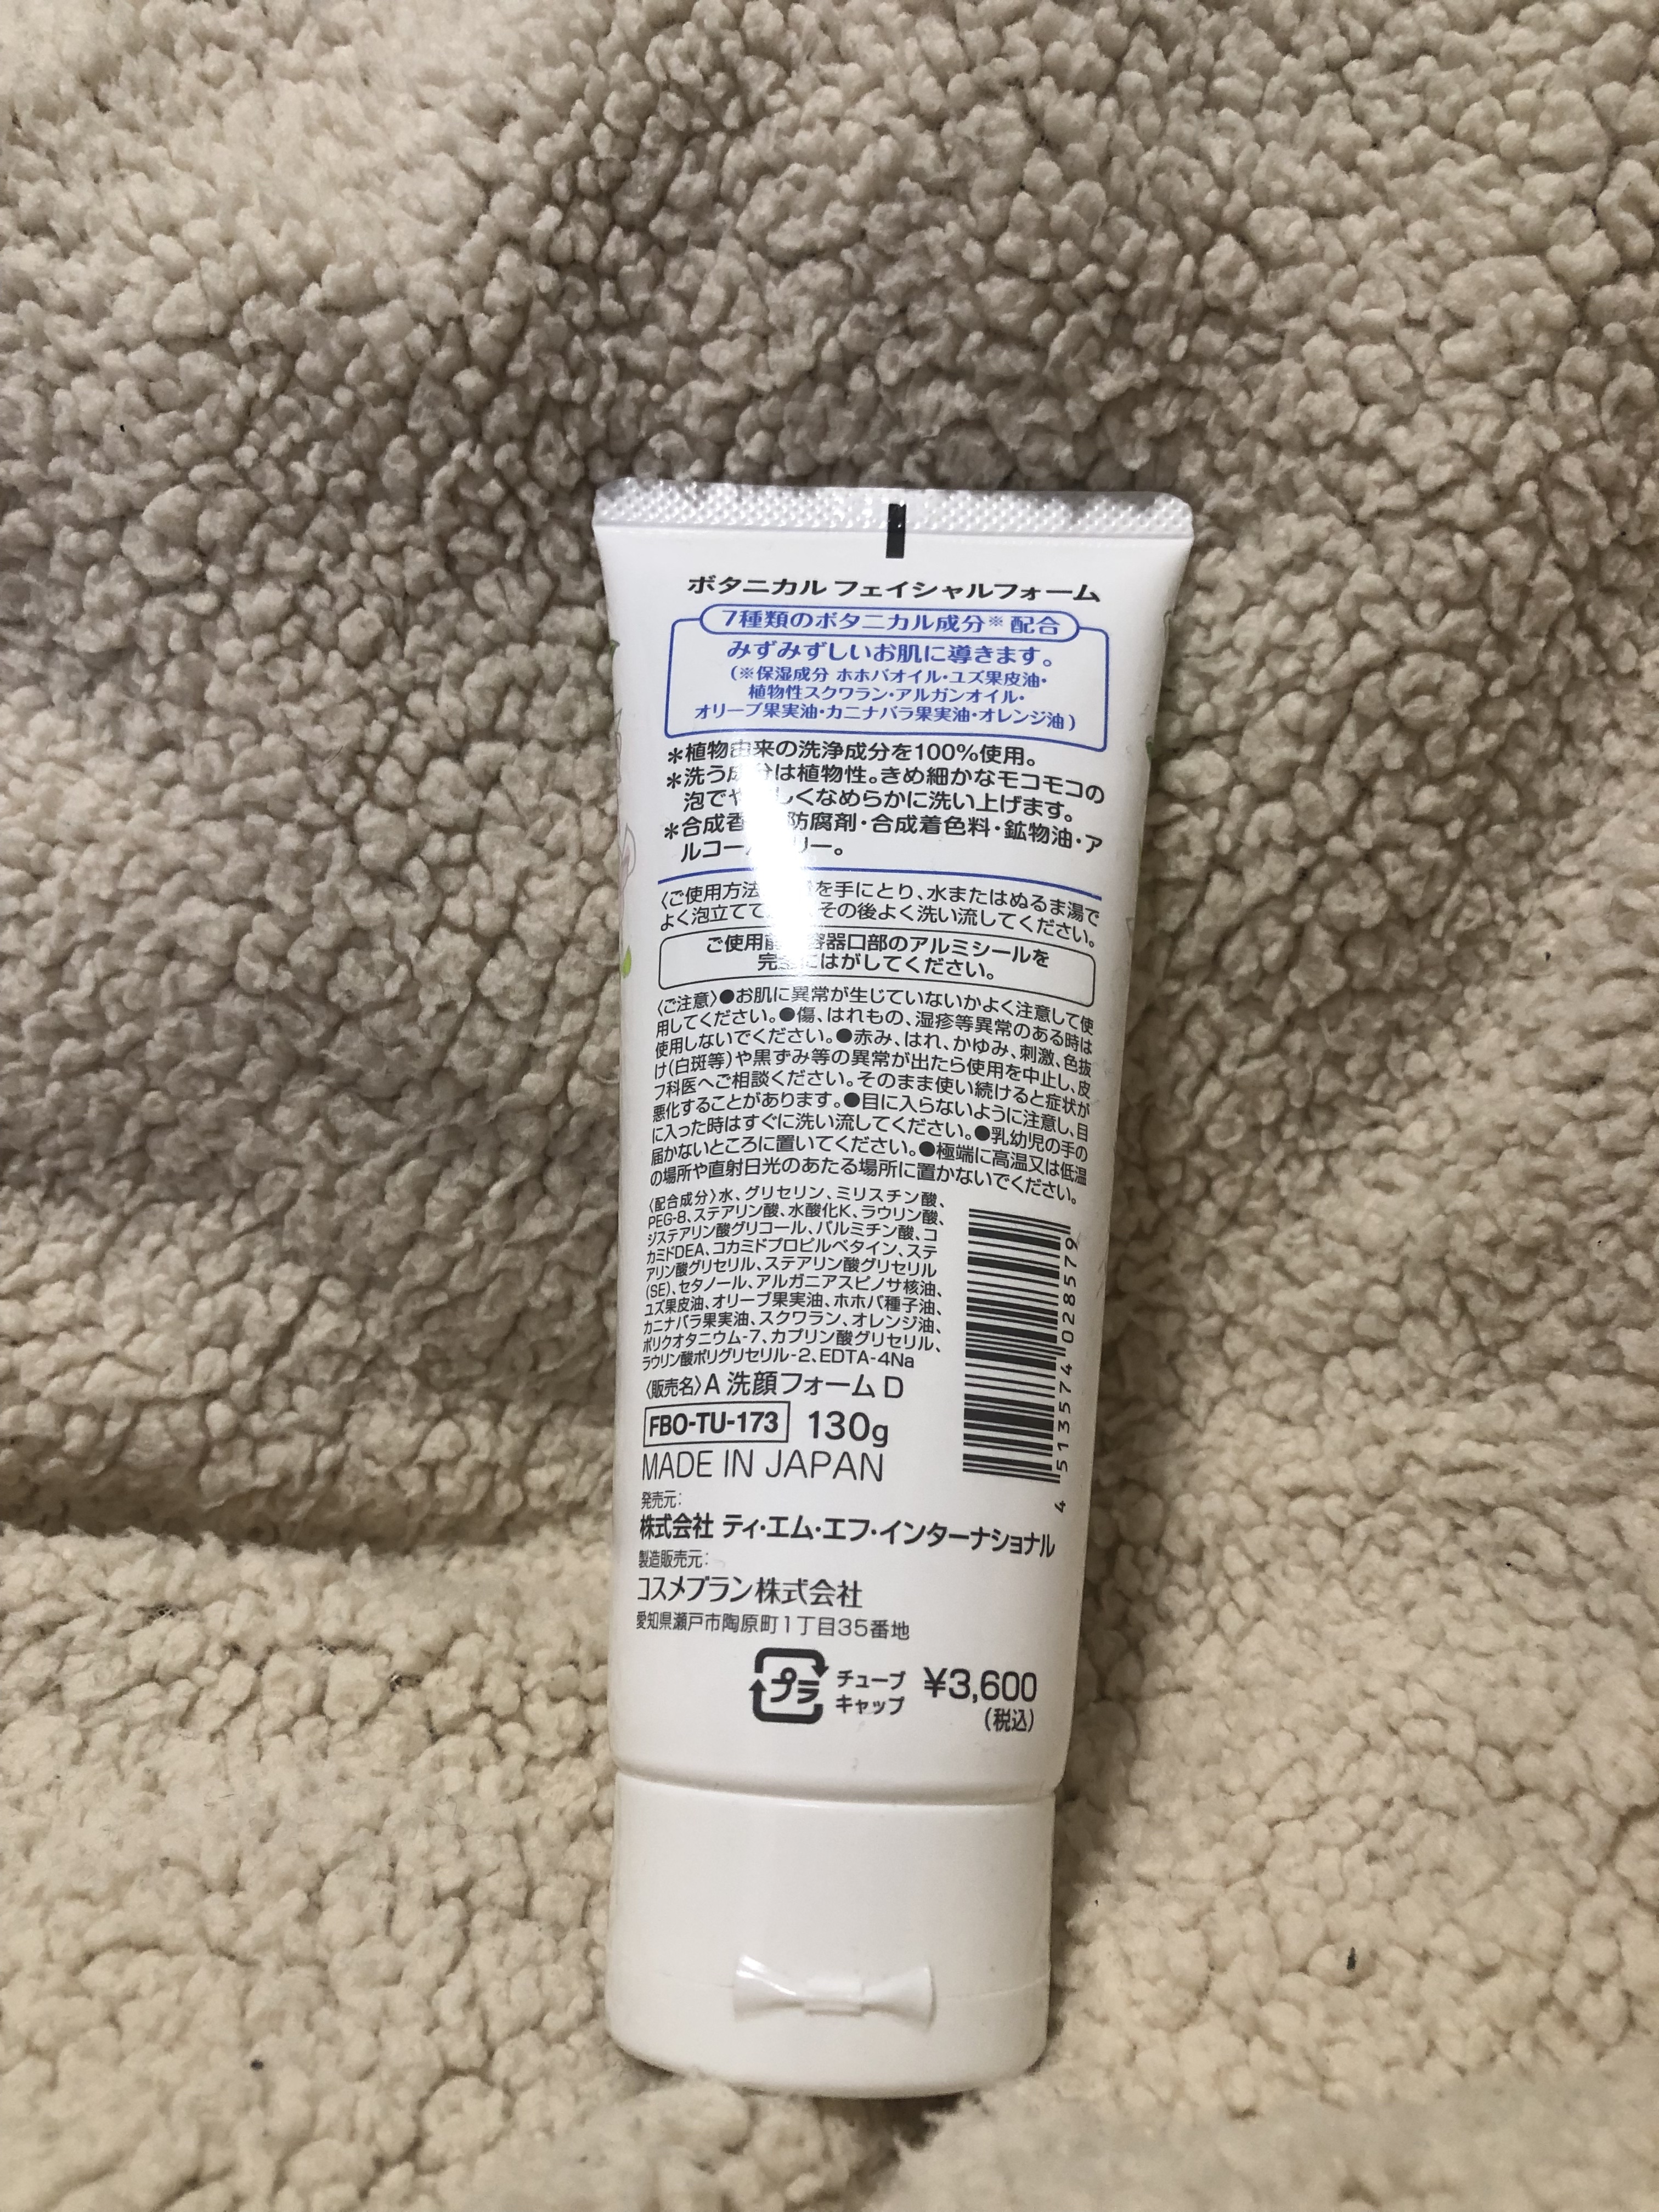 ボタニカル フェイシャルフォーム
7種類のボタニカル成分※配合
みずみずしいお肌に導きます。
(※保湿成分 ホホバオイル・ユズ果皮油・
植物性スクワラン・アルガンオイル・
オリーブ果実油・カニナバラ果実油・オレンジ油)
＊植物由来の洗浄成分を100%使用。
＊洗う成分は植物性。きめ細かなモコモコの
泡でやさしくなめらかに洗い上げます。
＊合成香 防腐剤・合成着色料・鉱物油・ア
ルコー リー。
〈ご使用方法 を手にとり、水またはぬるま湯で
よく泡立てて その後よく洗い流してください。
ご使用前 容器口部のアルミシールを
完全にはがしてください。
〈ご注意〉●お肌に異常が生じていないかよく注意して使
用してください。●傷、はれもの、湿疹等異常のある時は
使用しないでください。●赤み、はれ、かゆみ、刺激、色抜
け(白斑等)や黒ずみ等の異常が出たら使用を中止し、皮
フ科医へご相談ください。そのまま使い続けると症状が
悪化することがあります。●目に入らないように注意し、目
に入った時はすぐに洗い流してください。●乳幼児の手の
届かないところに置いてください。●極端に高温又は低温
の場所や直射日光のあたる場所に置かないでください。
〈配合成分〉水、グリセリン、ミリスチン酸、
PEG-8、ステアリン酸、水酸化K、ラウリン酸、
ジステアリン酸グリコール、パルミチン酸、コ
カミドDEA、コカミドプロピルベタイン、ステ
アリン酸グリセリル、ステアリン酸グリセリル
(SE)、セタノール、アルガニアスピノサ核油、
ユズ果皮油、オリーブ果実油、ホホバ種子油、
カニナバラ果実油、スクワラン、オレンジ油、
ポリクオタニウム-7、カプリン酸グリセリル、
ラウリン酸ポリグリセリル-2、EDTA-4Na
〈販売名〉A 洗顔フォーム D
FBO-TU-173 130g
MADE IN JAPAN
4 513574 028579
発売元:
株式会社 ティ・エム・エフ・インターナショナル
製造販売元:
コスメプラン株式会社
愛知県瀬戸市陶原町1丁目35番地
プラ チューブ
キャップ
¥3,600
(税込)